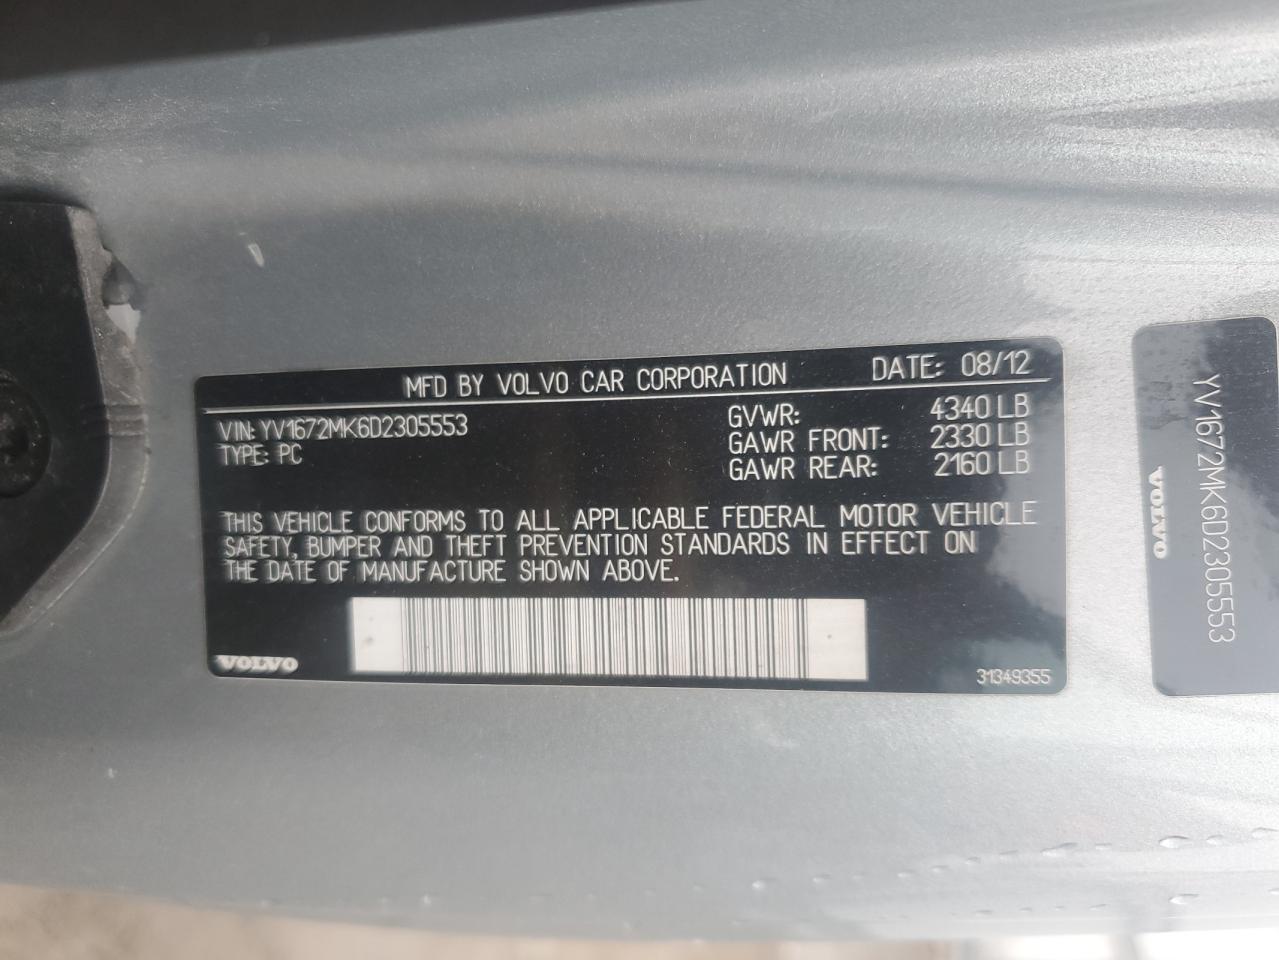 MFD BY VOLVO CAR CORPORATION DATE: 08/12
VIN: YV1672MK6D2305553
TYPE: PC
GVWR: 4340 LB
GAWR FRONT: 2330 LB
GAWR REAR: 2160 LB
THIS VEHICLE CONFORMS TO ALL APPLICABLE FEDERAL MOTOR VEHICLE
SAFETY, BUMPER AND THEFT PREVENTION STANDARDS IN EFFECT ON
THE DATE OF MANUFACTURE SHOWN ABOVE.
VOLVO
31349355
YV1672MK6D2305553
VOLVO